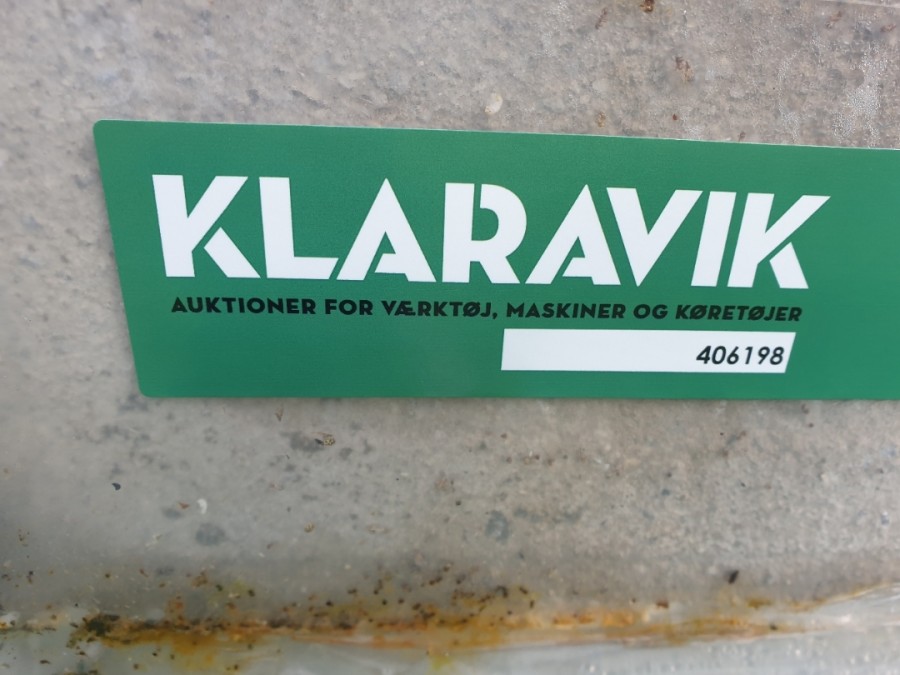 KLARAVIK
AUKTIONER FOR VÆRKTØJ, MASKINER OG KØRETØJER
406198